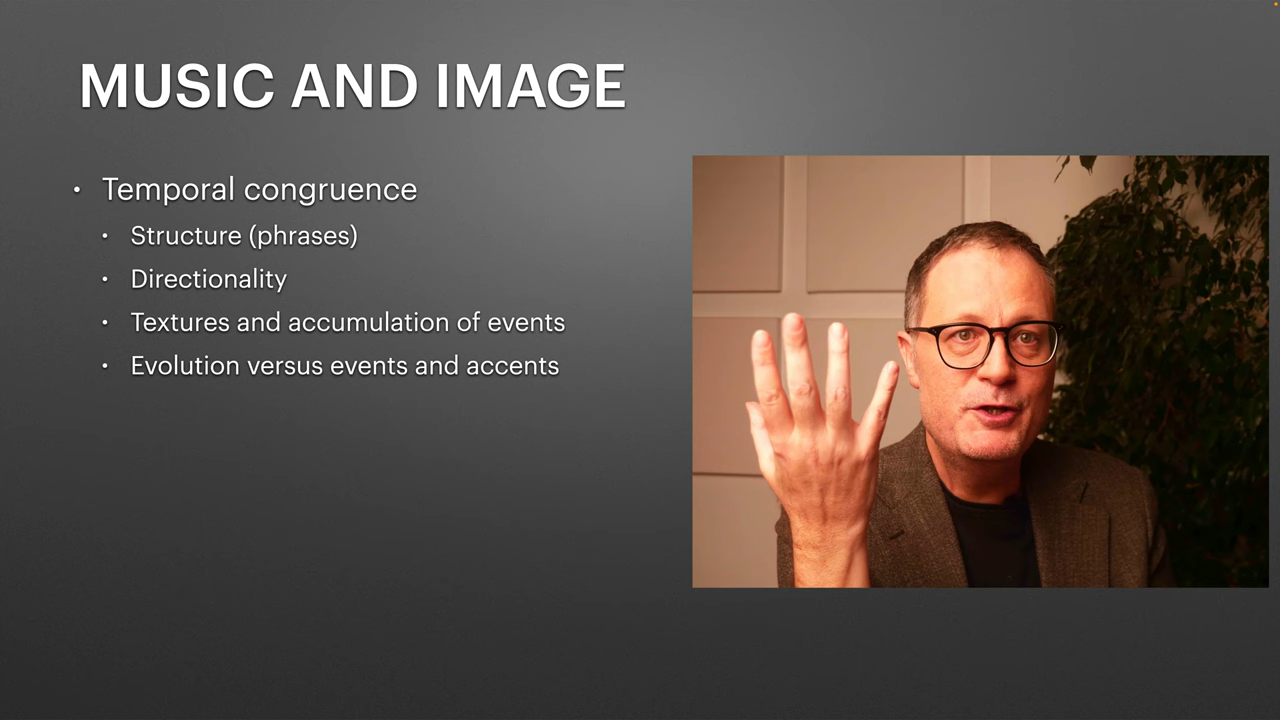 MUSIC AND IMAGE
• Temporal congruence
• Structure (phrases)
• Directionality
• Textures and accumulation of events
• Evolution versus events and accents